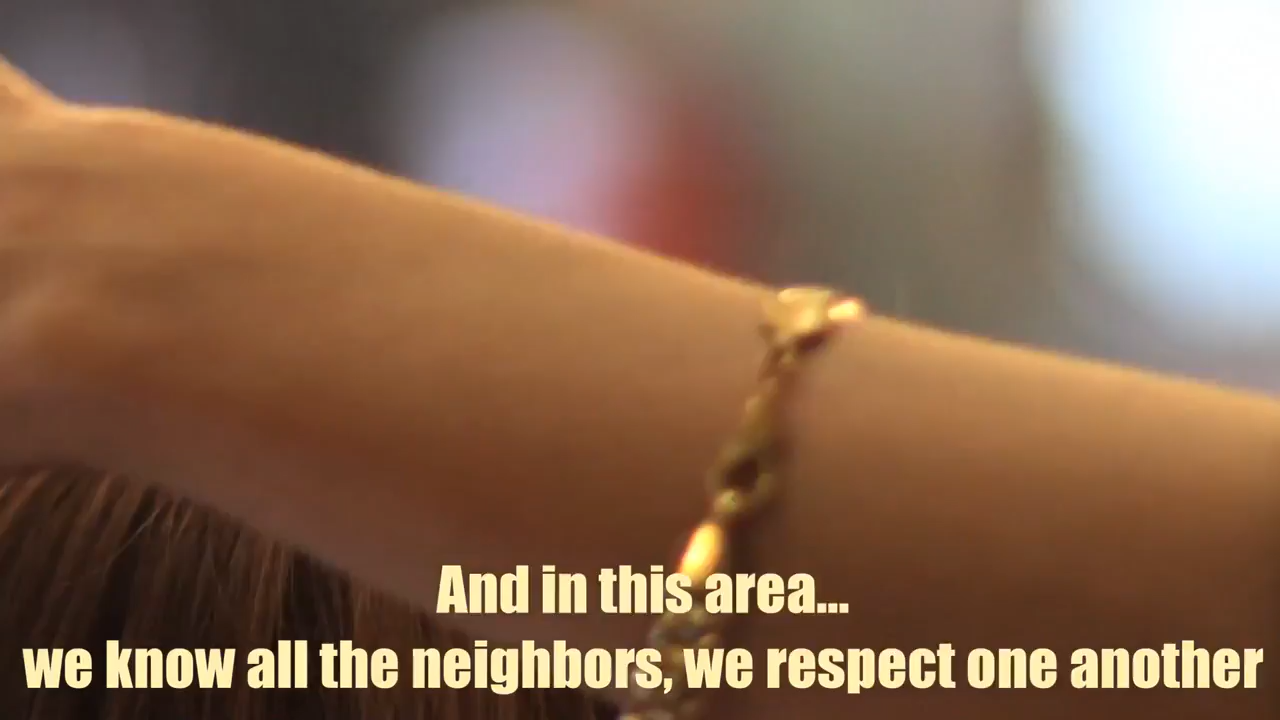 And in this area...
we know all the neighbors, we respect one another